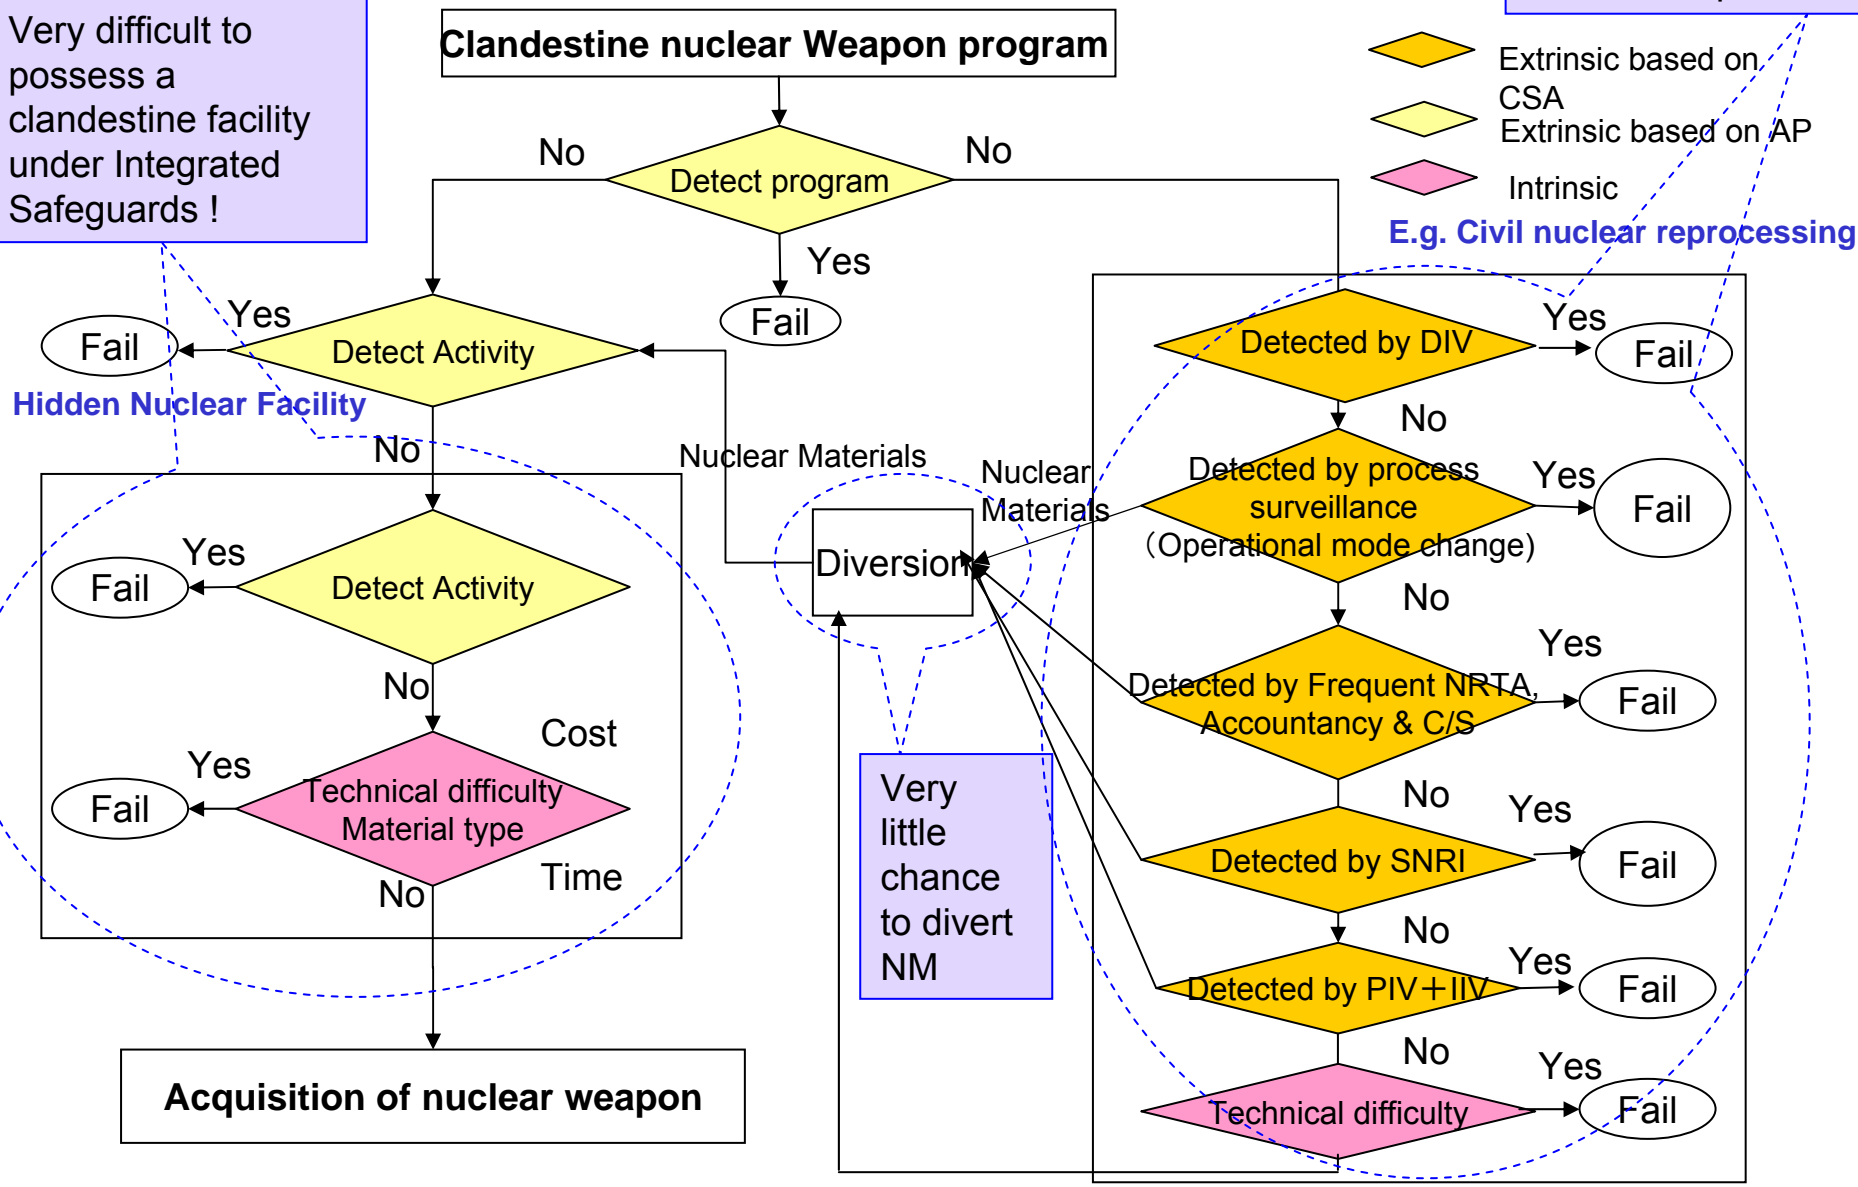 Very difficult to
possess a
clandestine facility
under Integrated
Safeguards !
Clandestine nuclear Weapon program
Extrinsic based on
CSA
Extrinsic based on AP
Intrinsic
E.g. Civil nuclear reprocessing
No
No
Detect program
Yes
Fail
Yes
Fail
Detect Activity
Hidden Nuclear Facility
No
Detected by DIV
Yes
Fail
No
Nuclear Materials
Nuclear
Materials
Detected by process
surveillance
（Operational mode change)
Yes
Fail
Diversion
Yes
Fail
Detect Activity
No
No
Detected by Frequent NRTA,
Accountancy & C/S
Yes
Fail
Cost
Yes
Fail
Technical difficulty
Material type
Time
No
Very
little
chance
to divert
NM
No
Detected by SNRI
Yes
Fail
No
Detected by PIV＋IIV
Yes
Fail
No
Technical difficulty
Yes
Fail
Acquisition of nuclear weapon